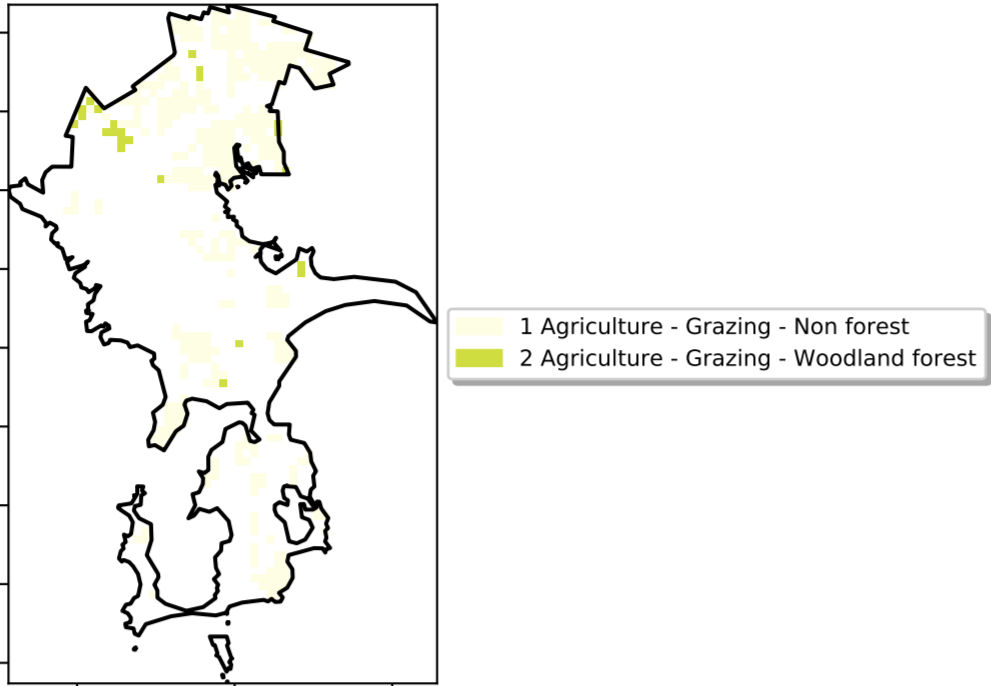 1 Agriculture - Grazing - Non forest
2 Agriculture - Grazing - Woodland forest